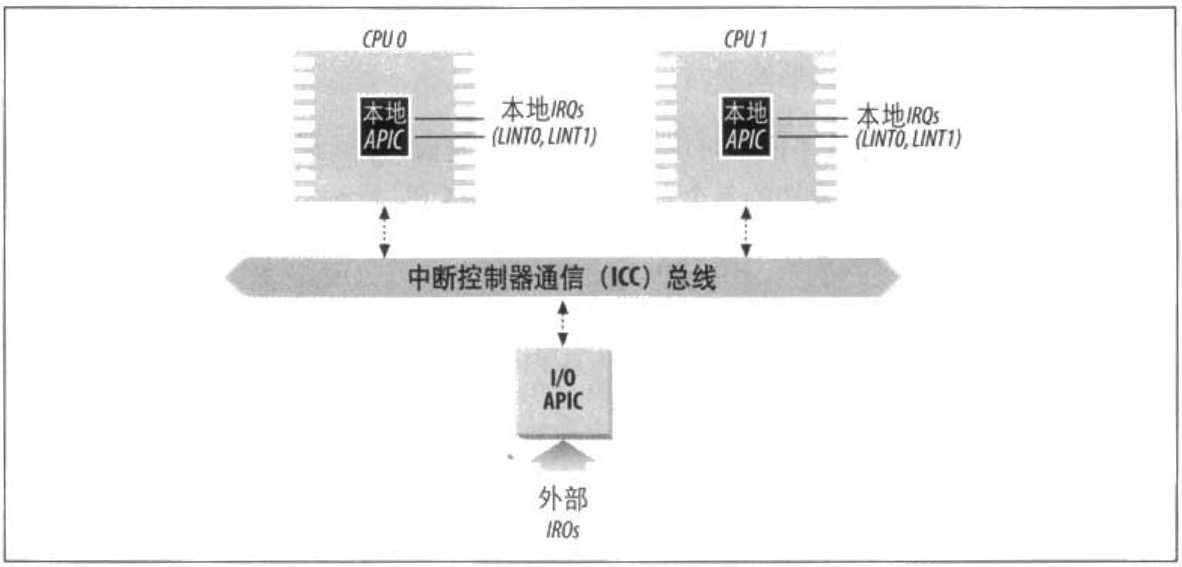 CPU 0
CPU 1
本地
APIC
本地IRQs
(LINT0, LINT1)
本地
APIC
本地IRQs
(LINT0, LINT1)
中断控制器通信（ICC）总线
I/O
APIC
外部
IRQs